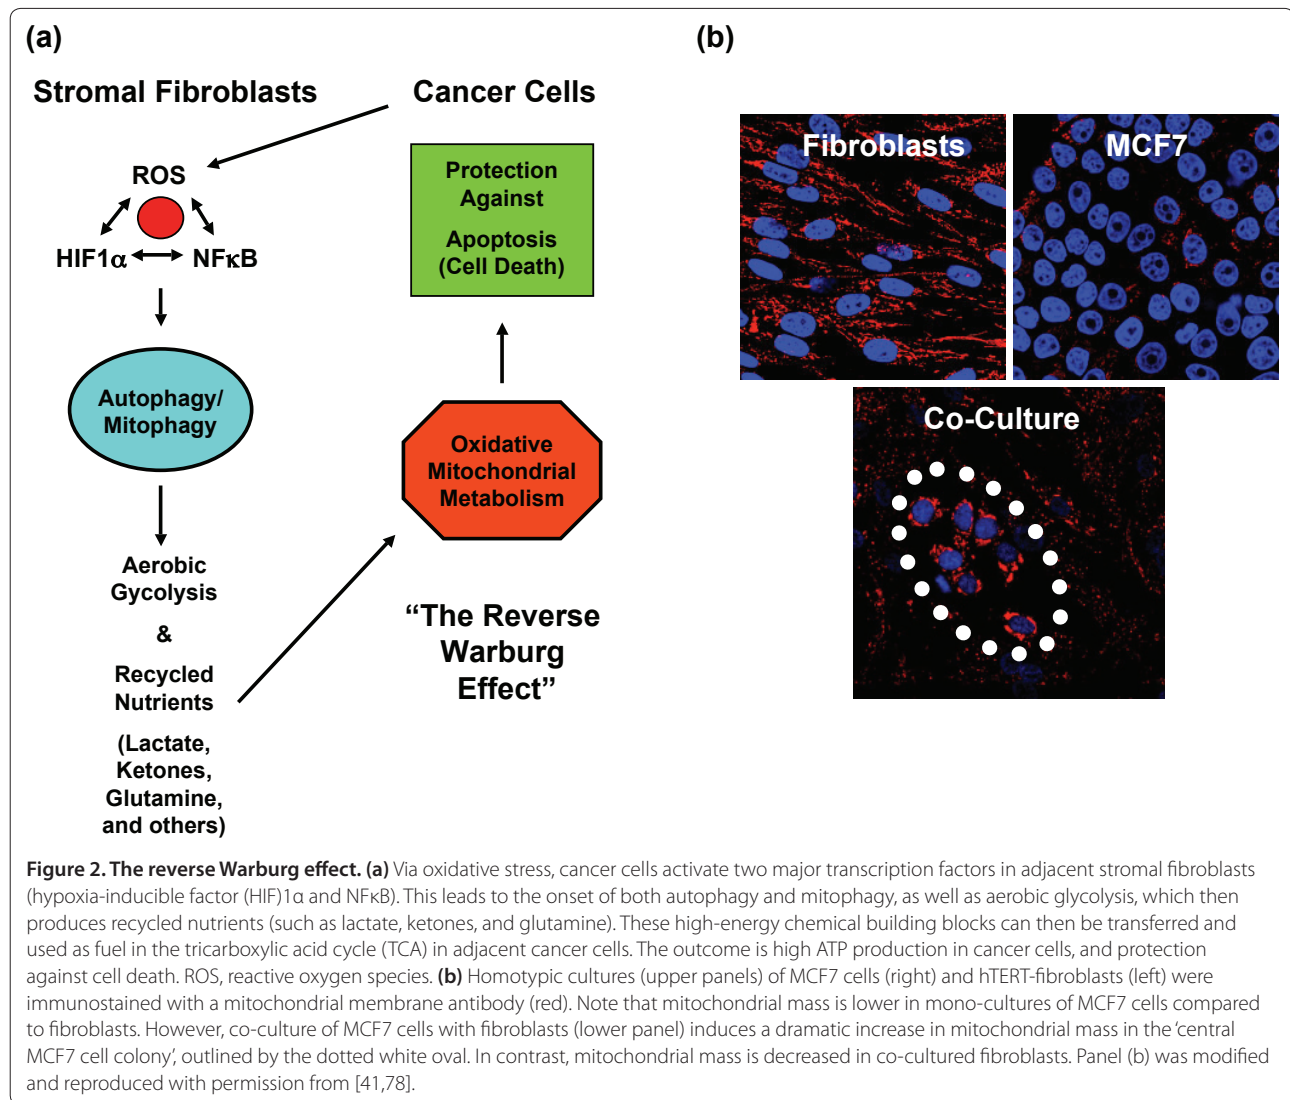 (a)
Stromal Fibroblasts
Cancer Cells
ROS
HIF1α
NFκB
Autophagy/
Mitophagy
Aerobic
Gycolysis
&
Recycled
Nutrients
(Lactate,
Ketones,
Glutamine,
and others)
Protection
Against
Apoptosis
(Cell Death)
Oxidative
Mitochondrial
Metabolism
“The Reverse
Warburg
Effect”
(b)
Fibroblasts
MCF7
Co-Culture
Figure 2. The reverse Warburg effect. (a) Via oxidative stress, cancer cells activate two major transcription factors in adjacent stromal fibroblasts
(hypoxia-inducible factor (HIF)1α and NFκB). This leads to the onset of both autophagy and mitophagy, as well as aerobic glycolysis, which then
produces recycled nutrients (such as lactate, ketones, and glutamine). These high-energy chemical building blocks can then be transferred and
used as fuel in the tricarboxylic acid cycle (TCA) in adjacent cancer cells. The outcome is high ATP production in cancer cells, and protection
against cell death. ROS, reactive oxygen species. (b) Homotypic cultures (upper panels) of MCF7 cells (right) and hTERT-fibroblasts (left) were
immunostained with a mitochondrial membrane antibody (red). Note that mitochondrial mass is lower in mono-cultures of MCF7 cells compared
to fibroblasts. However, co-culture of MCF7 cells with fibroblasts (lower panel) induces a dramatic increase in mitochondrial mass in the ‘central
MCF7 cell colony’, outlined by the dotted white oval. In contrast, mitochondrial mass is decreased in co-cultured fibroblasts. Panel (b) was modified
and reproduced with permission from [41,78].